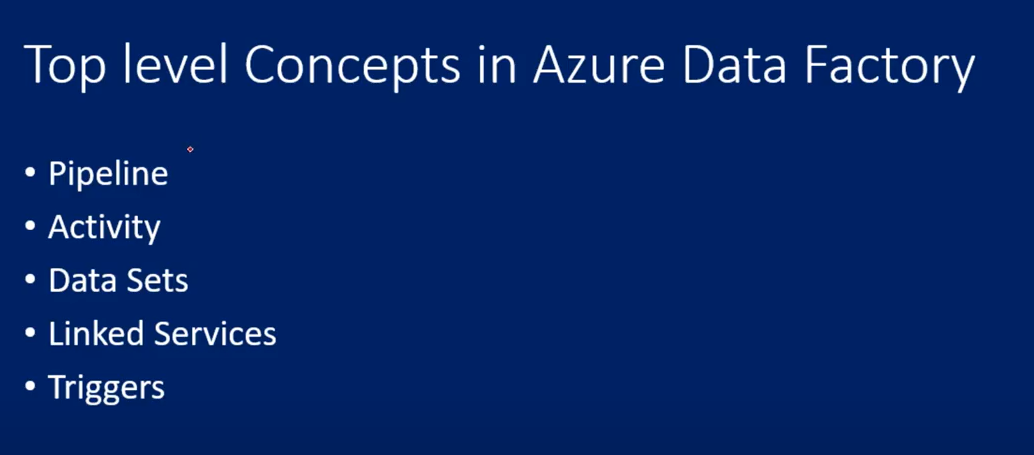 Top level Concepts in Azure Data Factory
• Pipeline
• Activity
• Data Sets
• Linked Services
• Triggers